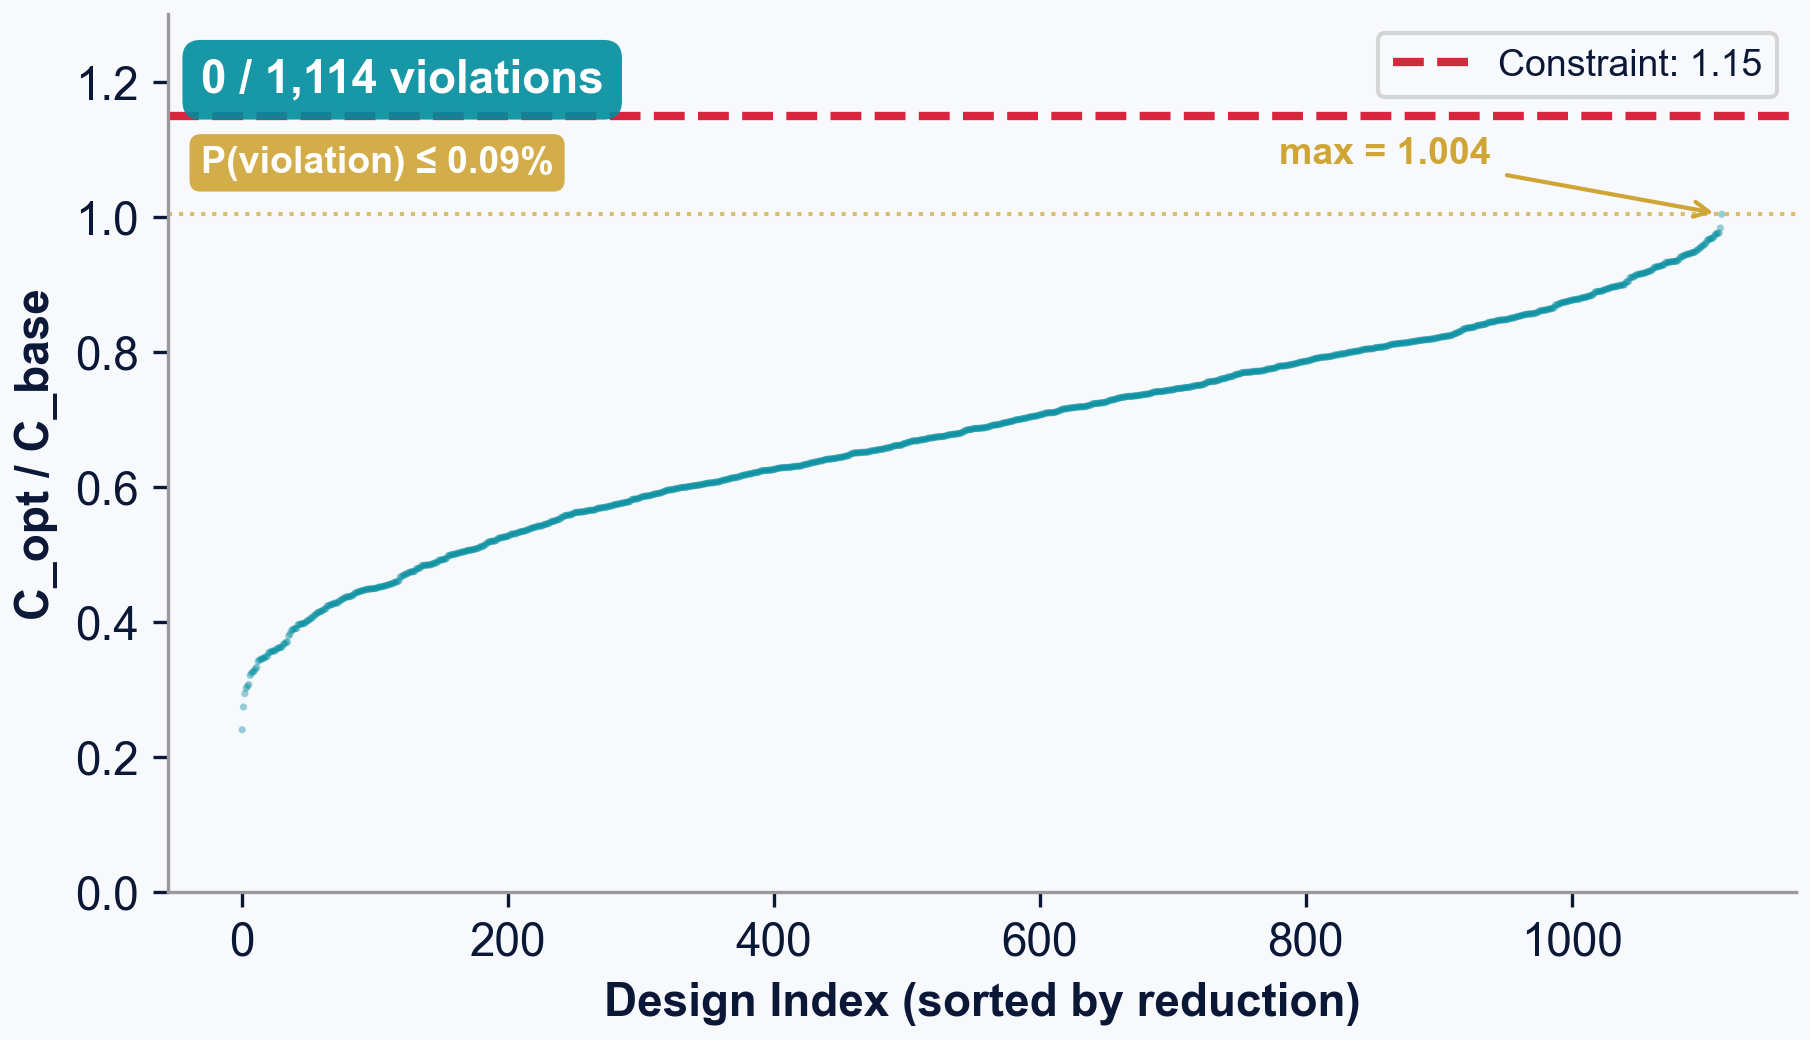 0 / 1,114 violations
Constraint: 1.15
P(violation) ≤ 0.09%
max = 1.004
C_opt / C_base
1.2
1.0
0.8
0.6
0.4
0.2
0.0
0 200 400 600 800 1000
Design Index (sorted by reduction)